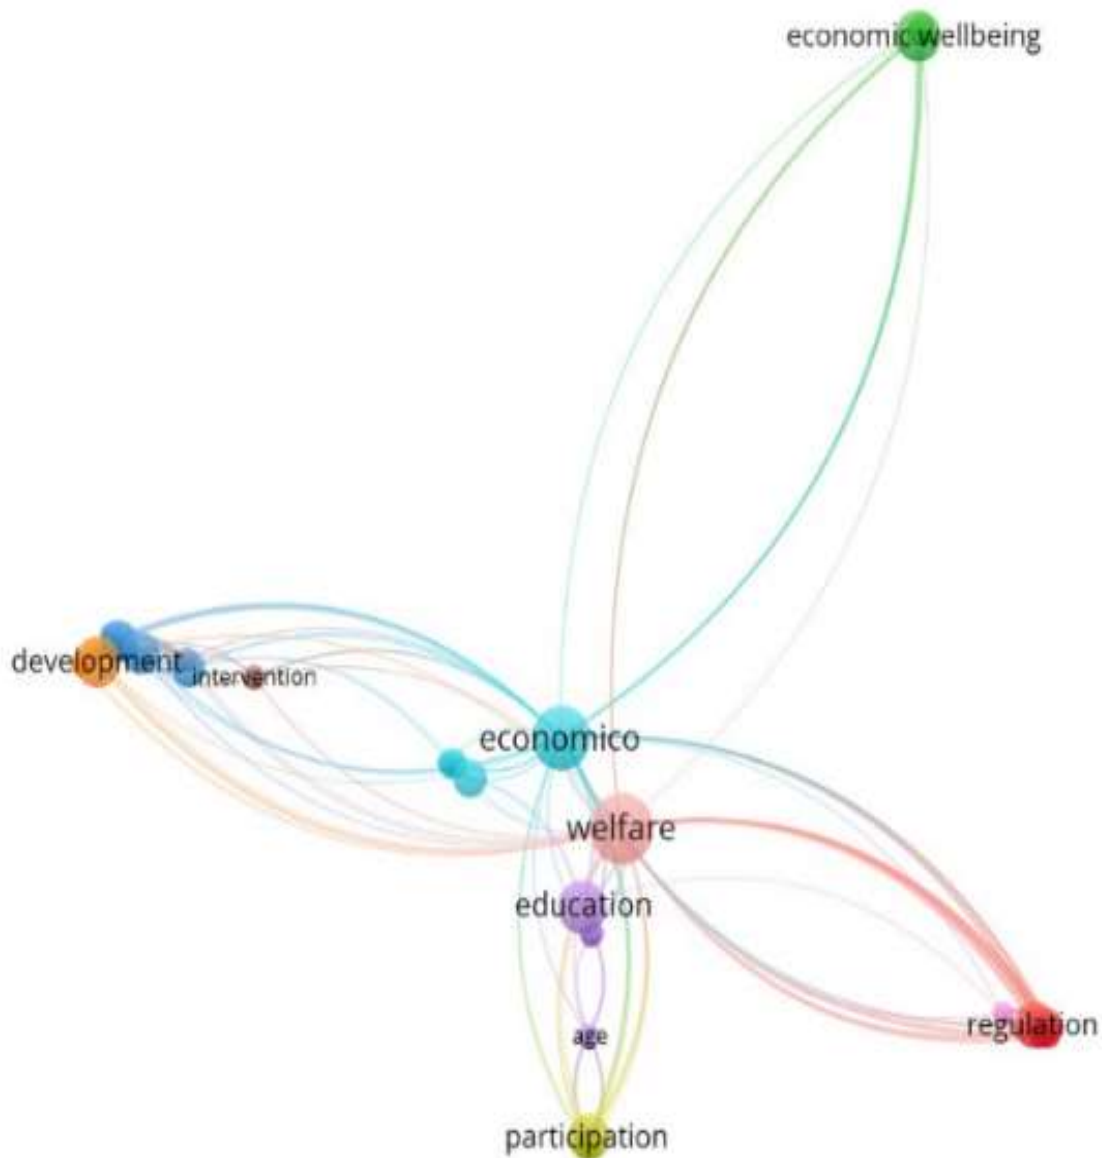 economic wellbeing
development
intervention
economico
welfare
education
regulation
age
participation